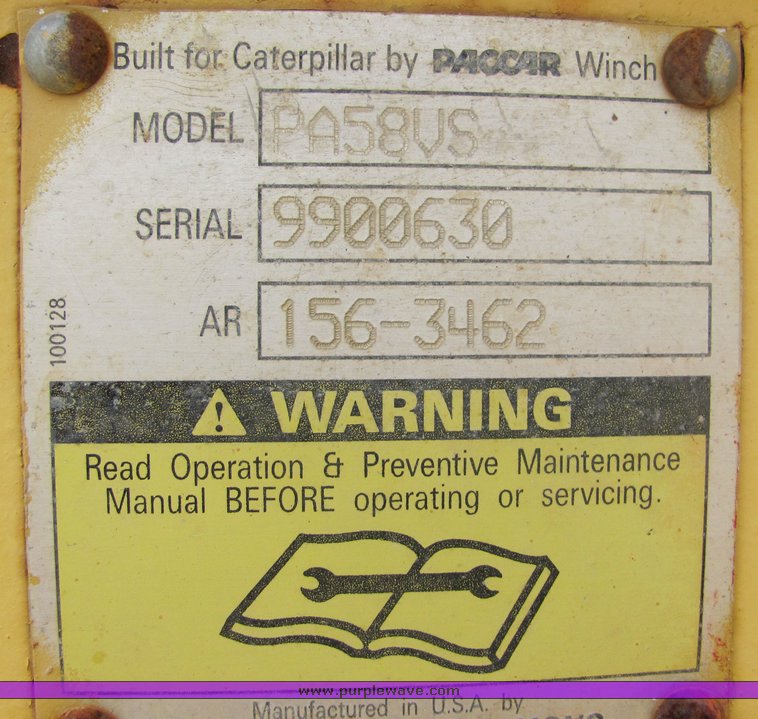 Built for Caterpillar by PACCAR Winch
MODEL PA58VS
SERIAL 9900630
AR 156-3462
100128
WARNING
Read Operation & Preventive Maintenance
Manual BEFORE operating or servicing.
www.purplewave.com
Manufactured in U.S.A. by